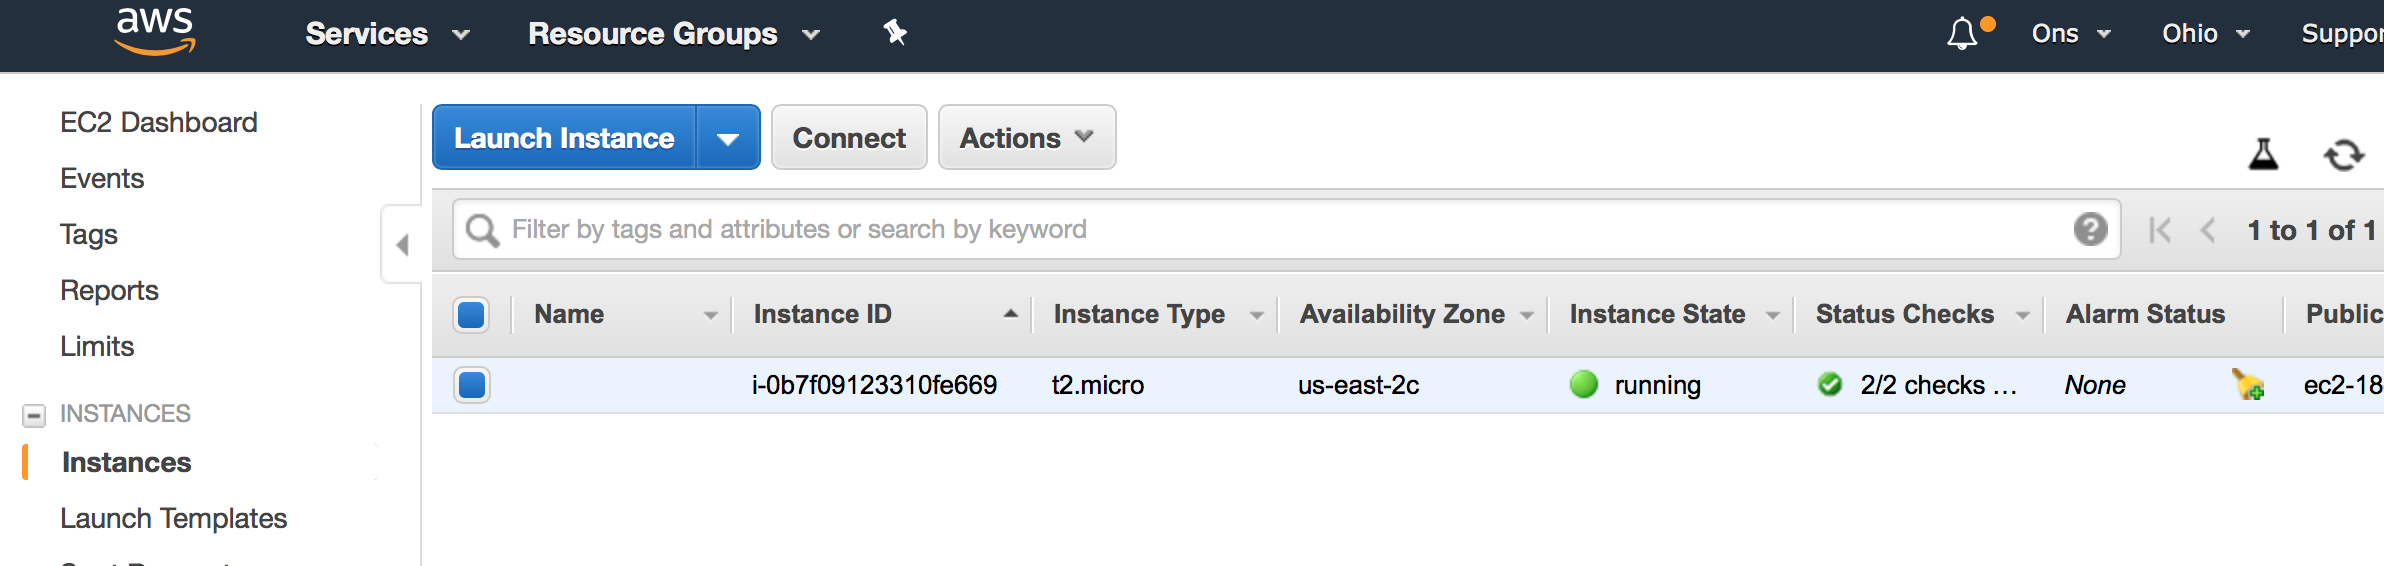 aws Services Resource Groups Ons Ohio Suppor
EC2 Dashboard
Events
Tags
Reports
Limits
INSTANCES
Instances
Launch Templates
Launch Instance Connect Actions
Filter by tags and attributes or search by keyword ? 1 to 1 of 1
Name Instance ID Instance Type Availability Zone Instance State Status Checks Alarm Status Public
i-0b7f09123310fe669 t2.micro us-east-2c running 2/2 checks ... None ec2-18